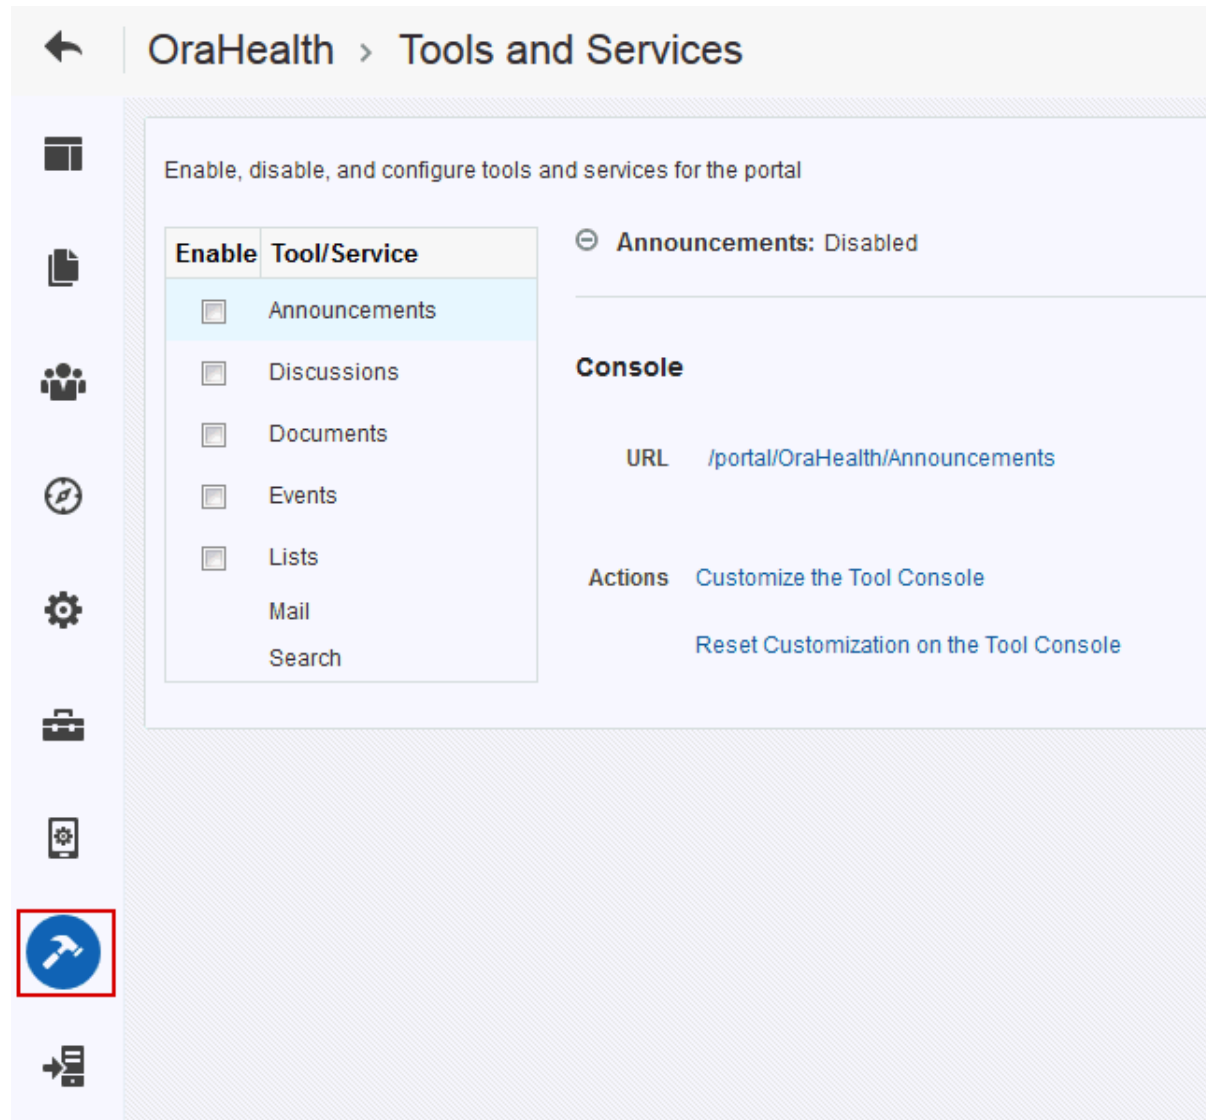 OraHealth > Tools and Services
Enable, disable, and configure tools and services for the portal
Enable Tool/Service
Announcements
Discussions
Documents
Events
Lists
Mail
Search
Announcements: Disabled
Console
URL /portal/OraHealth/Announcements
Actions Customize the Tool Console
Reset Customization on the Tool Console